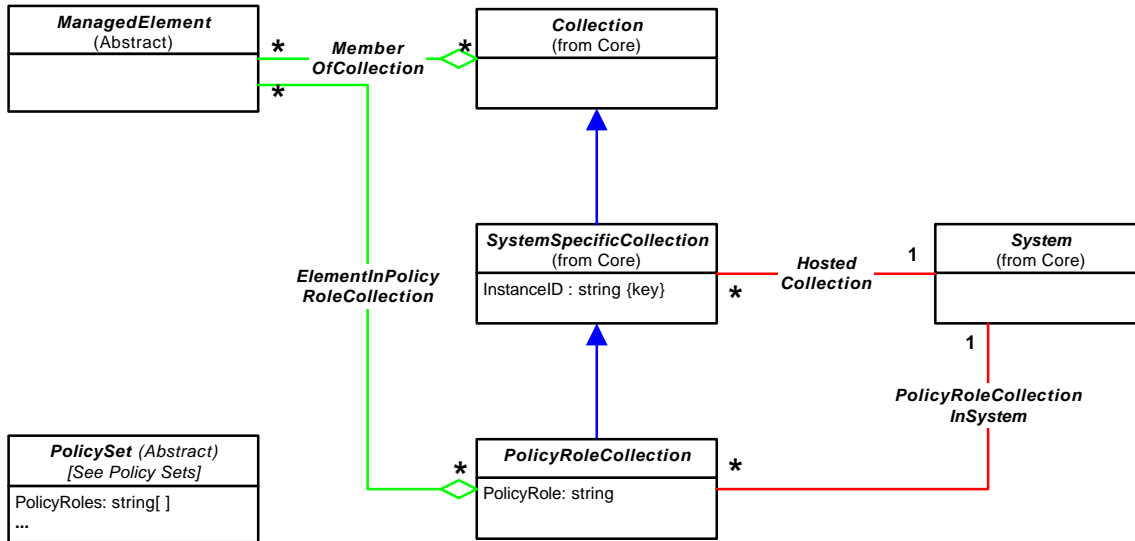 ManagedElement
(Abstract)
*
*
Member
OfCollection
*
Collection
(from Core)
SystemSpecificCollection
(from Core)
InstanceID : string {key}
*
Hosted
Collection
1
System
(from Core)
ElementInPolicy
RoleCollection
1
PolicyRoleCollection
InSystem
PolicySet (Abstract)
[See Policy Sets]
PolicyRoles: string[ ]
...
*
PolicyRoleCollection
PolicyRole: string
*